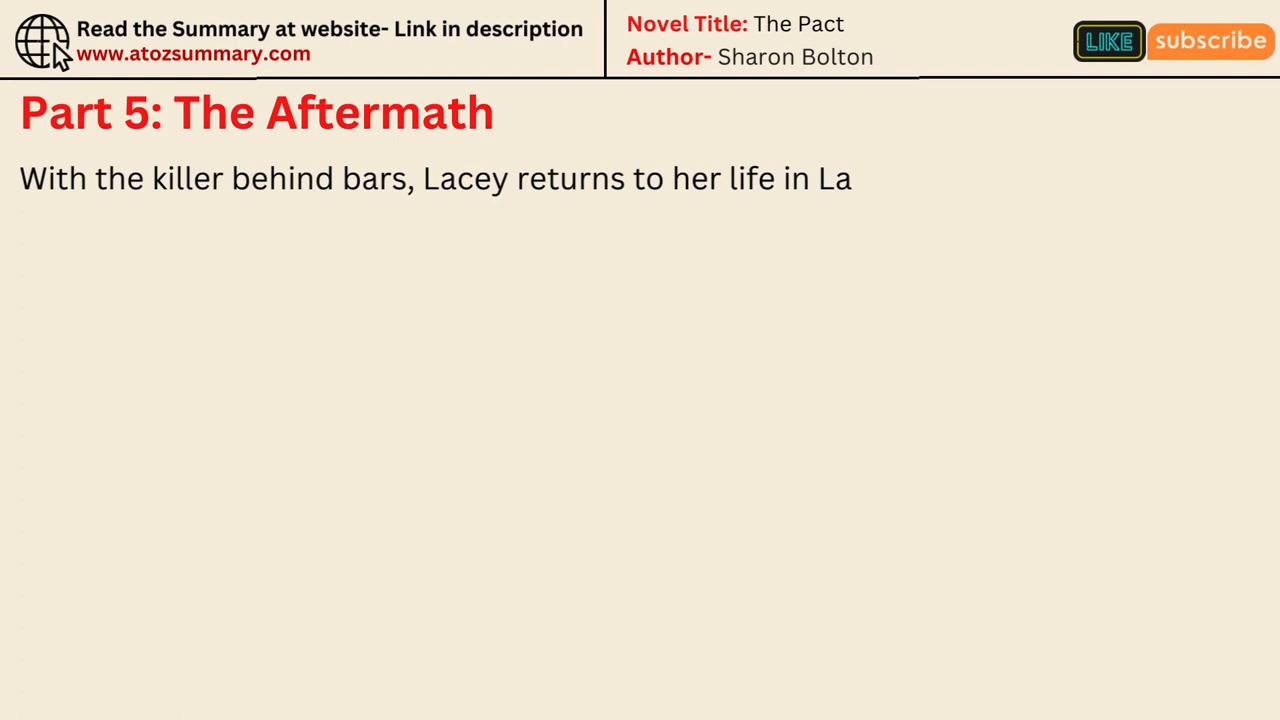 Read the Summary at website- Link in description
www.atozsummary.com
Novel Title: The Pact
Author- Sharon Bolton
LIKE
subscribe
Part 5: The Aftermath
With the killer behind bars, Lacey returns to her life in La